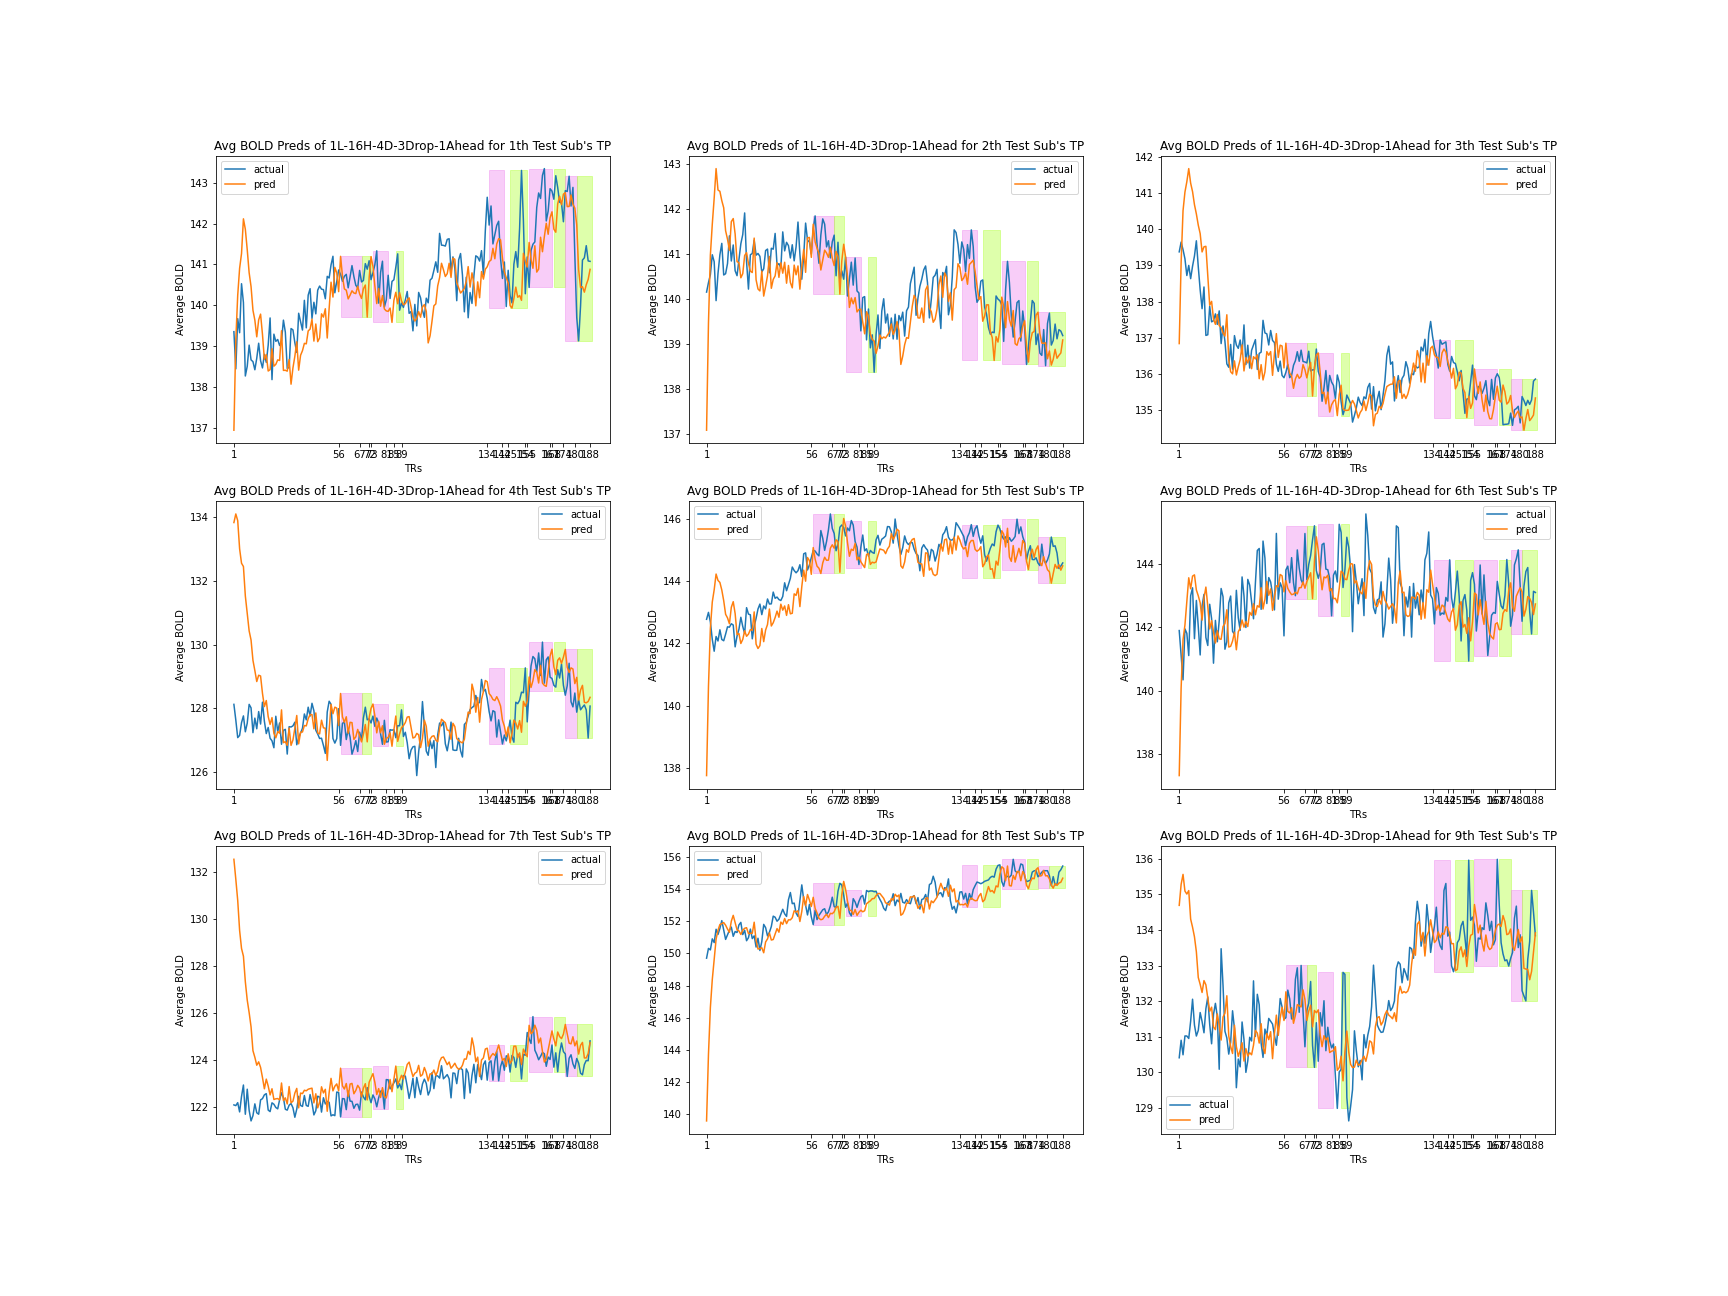 Avg BOLD Preds of 1L-16H-4D-3Drop-1Ahead for 1th Test Sub's TP
actual
pred
143
142
141
140
139
138
137
Average BOLD
1 56 134 188
TRs
Avg BOLD Preds of 1L-16H-4D-3Drop-1Ahead for 2th Test Sub's TP
actual
pred
143
142
141
140
139
138
137
Average BOLD
1 56 134 188
TRs
Avg BOLD Preds of 1L-16H-4D-3Drop-1Ahead for 3th Test Sub's TP
actual
pred
142
141
140
139
138
137
136
135
Average BOLD
1 56 134 188
TRs
Avg BOLD Preds of 1L-16H-4D-3Drop-1Ahead for 4th Test Sub's TP
actual
pred
134
132
130
128
126
Average BOLD
1 56 134 188
TRs
Avg BOLD Preds of 1L-16H-4D-3Drop-1Ahead for 5th Test Sub's TP
actual
pred
146
144
142
140
138
Average BOLD
1 56 134 188
TRs
Avg BOLD Preds of 1L-16H-4D-3Drop-1Ahead for 6th Test Sub's TP
actual
pred
144
142
140
138
Average BOLD
1 56 134 188
TRs
Avg BOLD Preds of 1L-16H-4D-3Drop-1Ahead for 7th Test Sub's TP
actual
pred
132
130
128
126
124
122
Average BOLD
1 56 134 188
TRs
Avg BOLD Preds of 1L-16H-4D-3Drop-1Ahead for 8th Test Sub's TP
actual
pred
156
154
152
150
148
146
144
142
140
Average BOLD
1 56 134 188
TRs
Avg BOLD Preds of 1L-16H-4D-3Drop-1Ahead for 9th Test Sub's TP
136
135
134
133
132
131
130
129
Average BOLD
actual
pred
1 56 134 188
TRs